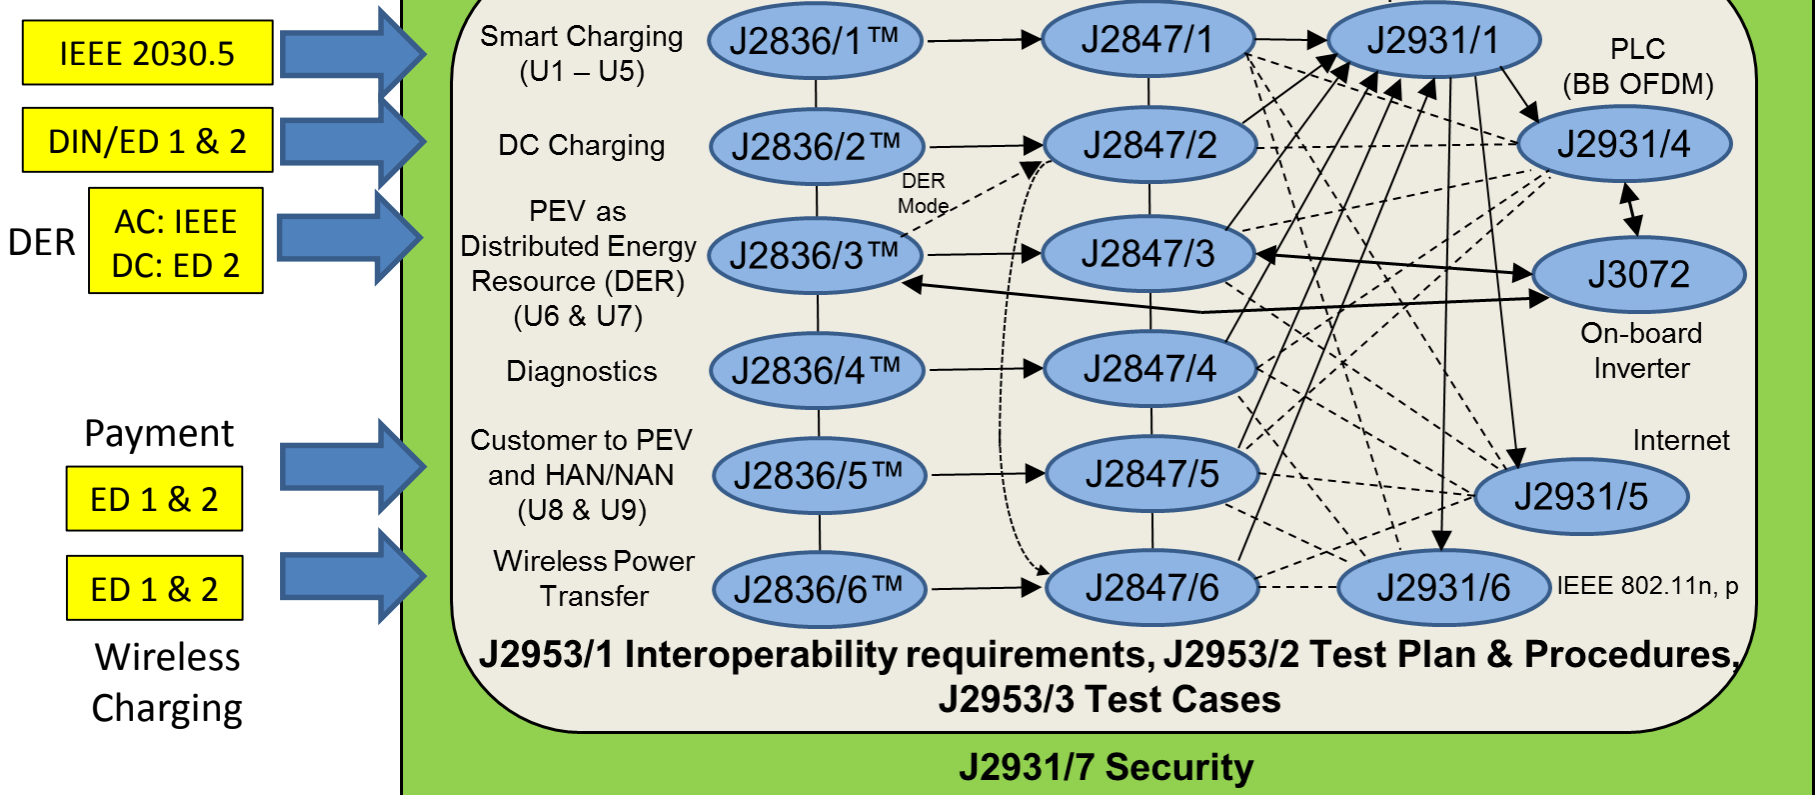 IEEE 2030.5
DIN/ED 1 & 2
DER
AC: IEEE
DC: ED 2
Payment
ED 1 & 2
ED 1 & 2
Wireless
Charging
Smart Charging
(U1 – U5)
J2836/1™
J2847/1
J2931/1
PLC
(BB OFDM)
DC Charging
J2836/2™
J2847/2
J2931/4
DER
Mode
PEV as
Distributed Energy
Resource (DER)
(U6 & U7)
J2836/3™
J2847/3
J3072
On-board
Inverter
Diagnostics
J2836/4™
J2847/4
Customer to PEV
and HAN/NAN
(U8 & U9)
J2836/5™
J2847/5
Internet
J2931/5
Wireless Power
Transfer
J2836/6™
J2847/6
J2931/6
IEEE 802.11n, p
J2953/1 Interoperability requirements, J2953/2 Test Plan & Procedures,
J2953/3 Test Cases
J2931/7 Security